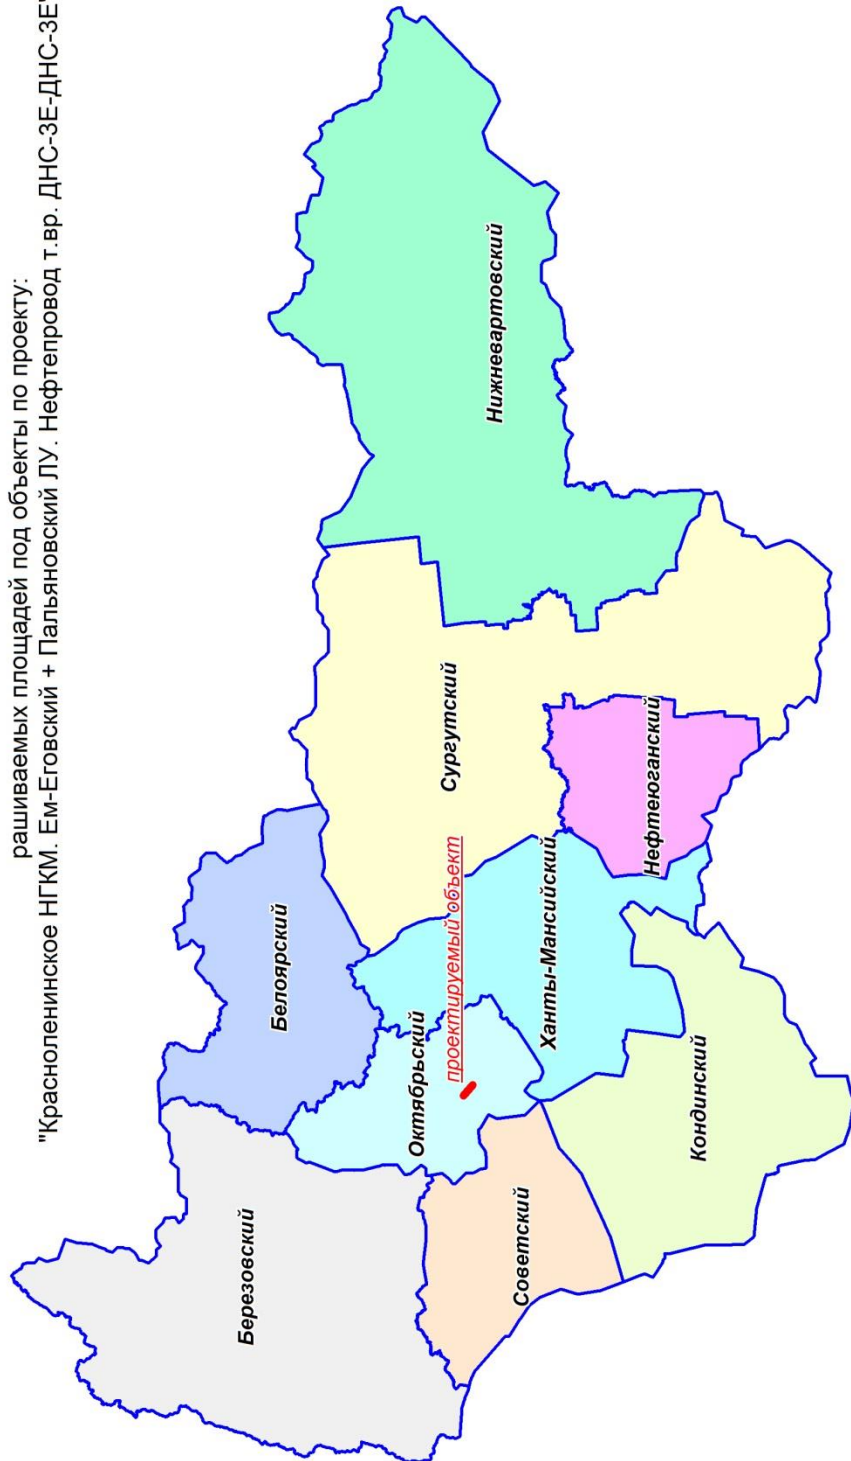 рашиваемых площадей под объекты по проекту:
"Красноленинское НГКМ. Ем-Еговский + Пальяновский ЛУ. Нефтепровод т.вр. ДНС-3Е-ДНС-3Е"
Березовский
Белоярский
Октябрьский
проектируемый объект
Советский
Сургутский
Нижневартовский
Ханты-Мансийский
Нефтеюганский
Кондинский